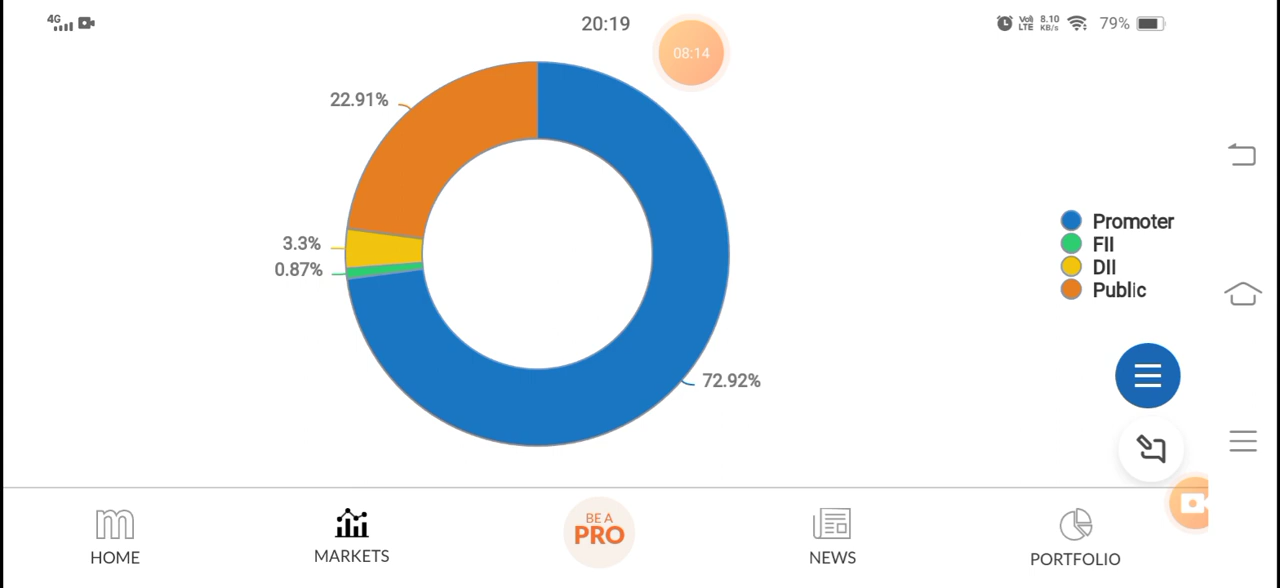 4G
20:19
Voli LTE
8.10 KB/s
79%
08:14
22.91%
3.3%
0.87%
72.92%
Promoter
FII
DII
Public
m
HOME
MARKETS
BE A
PRO
NEWS
PORTFOLIO